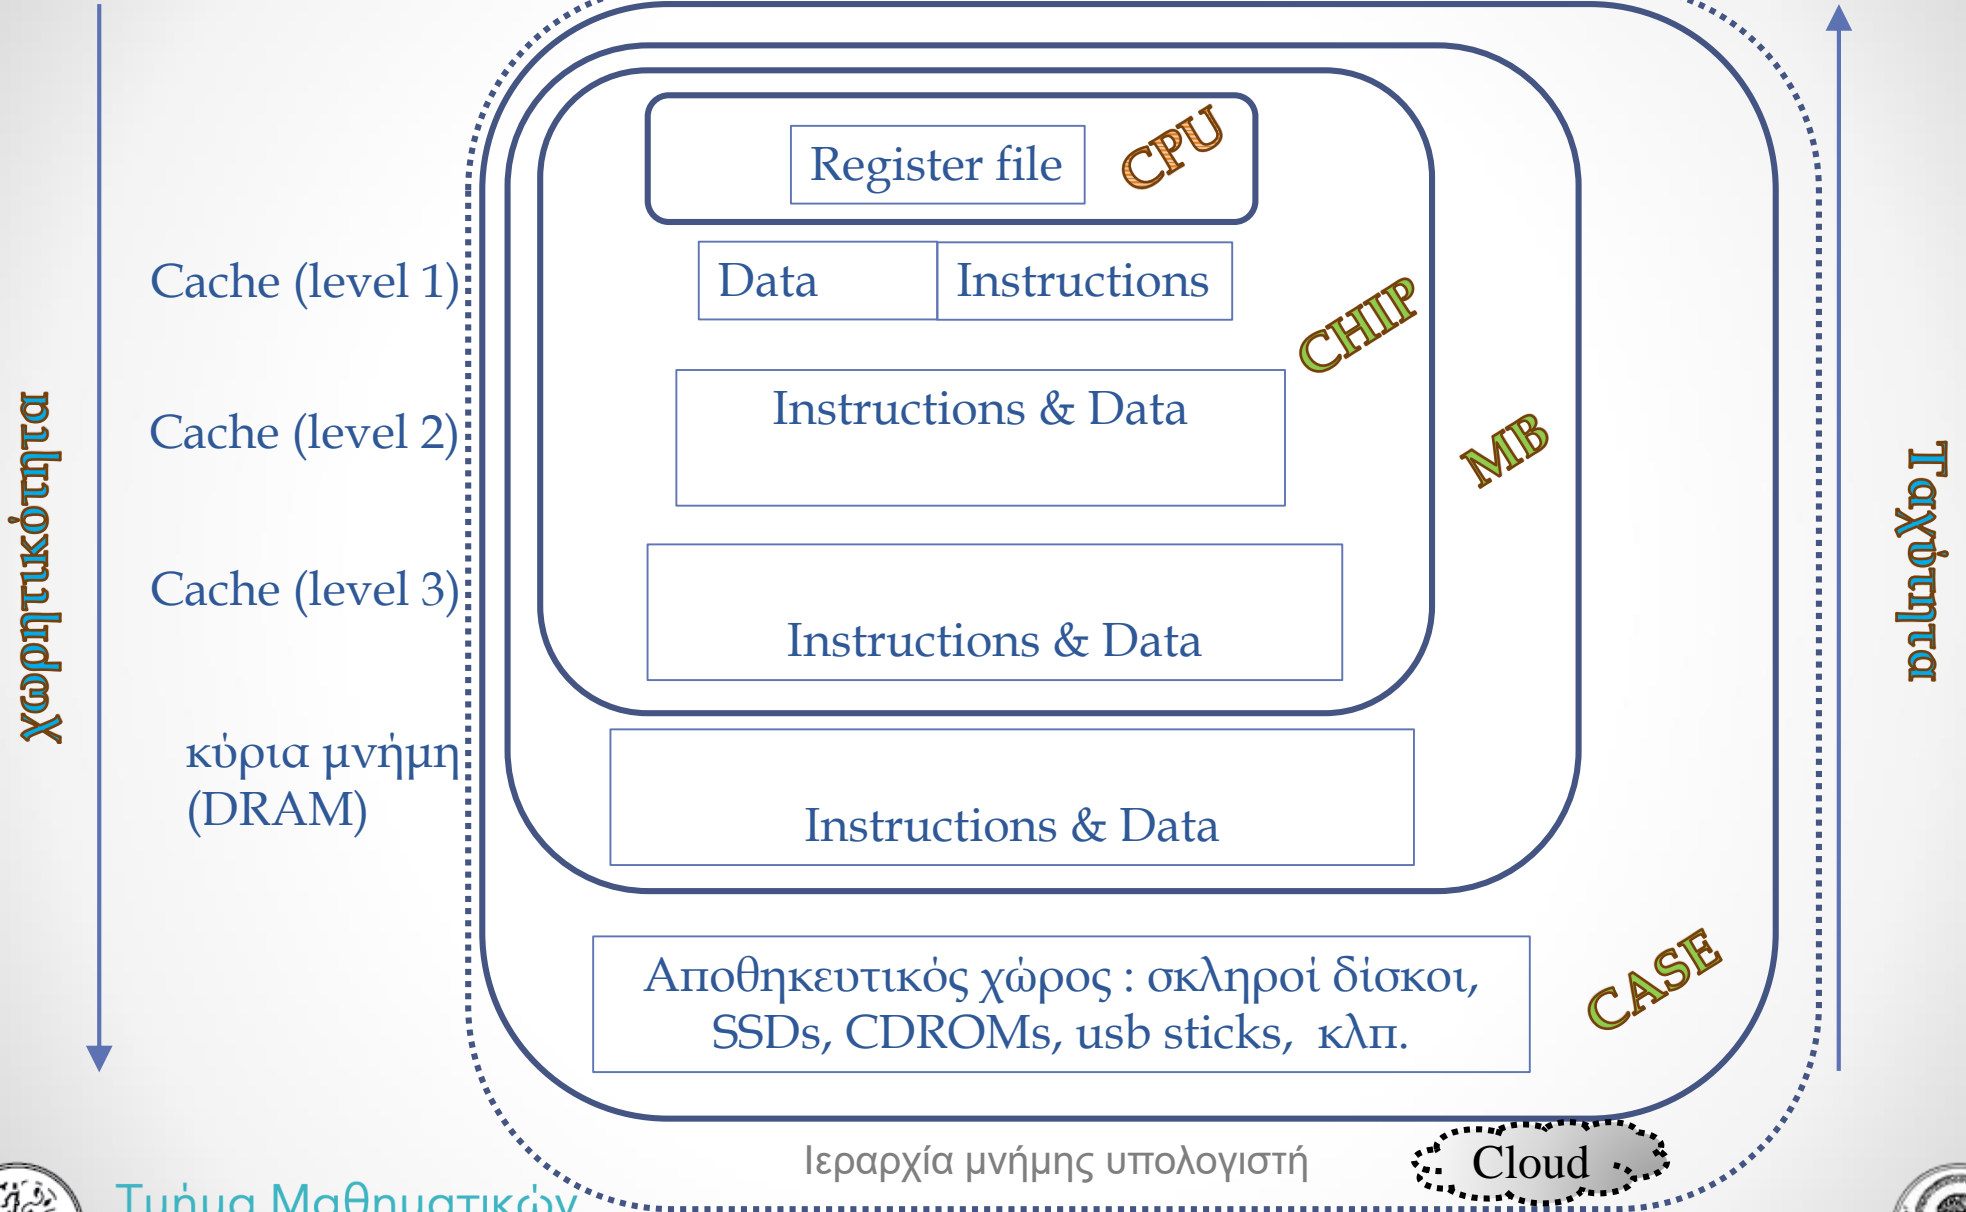 Register file
CPU
Cache (level 1)
Data
Instructions
CHIP
Cache (level 2)
Instructions & Data
MB
χωρητικότητα
Ταχύτητα
Cache (level 3)
Instructions & Data
κύρια μνήμη
(DRAM)
Instructions & Data
Αποθηκευτικός χώρος : σκληροί δίσκοι,
SSDs, CDROMs, usb sticks, κλπ.
CASE
Ιεραρχία μνήμης υπολογιστή
Cloud
Τμήμα Μαθηματικών